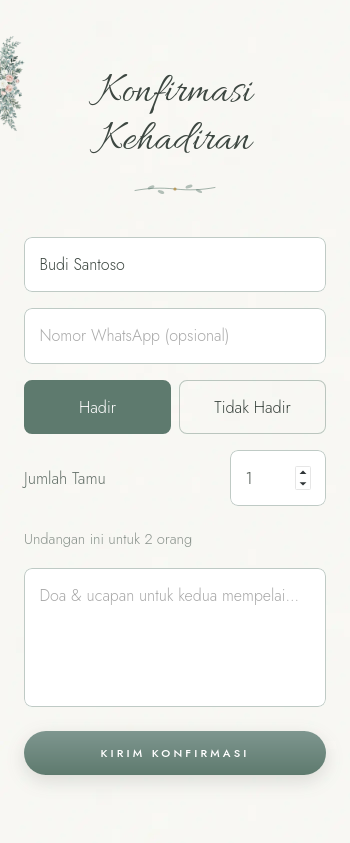 Konfirmasi
Kehadiran
Budi Santoso
Nomor WhatsApp (opsional)
Hadir
Tidak Hadir
Jumlah Tamu
1
Undangan ini untuk 2 orang
Doa & ucapan untuk kedua mempelai...
KIRIM KONFIRMASI